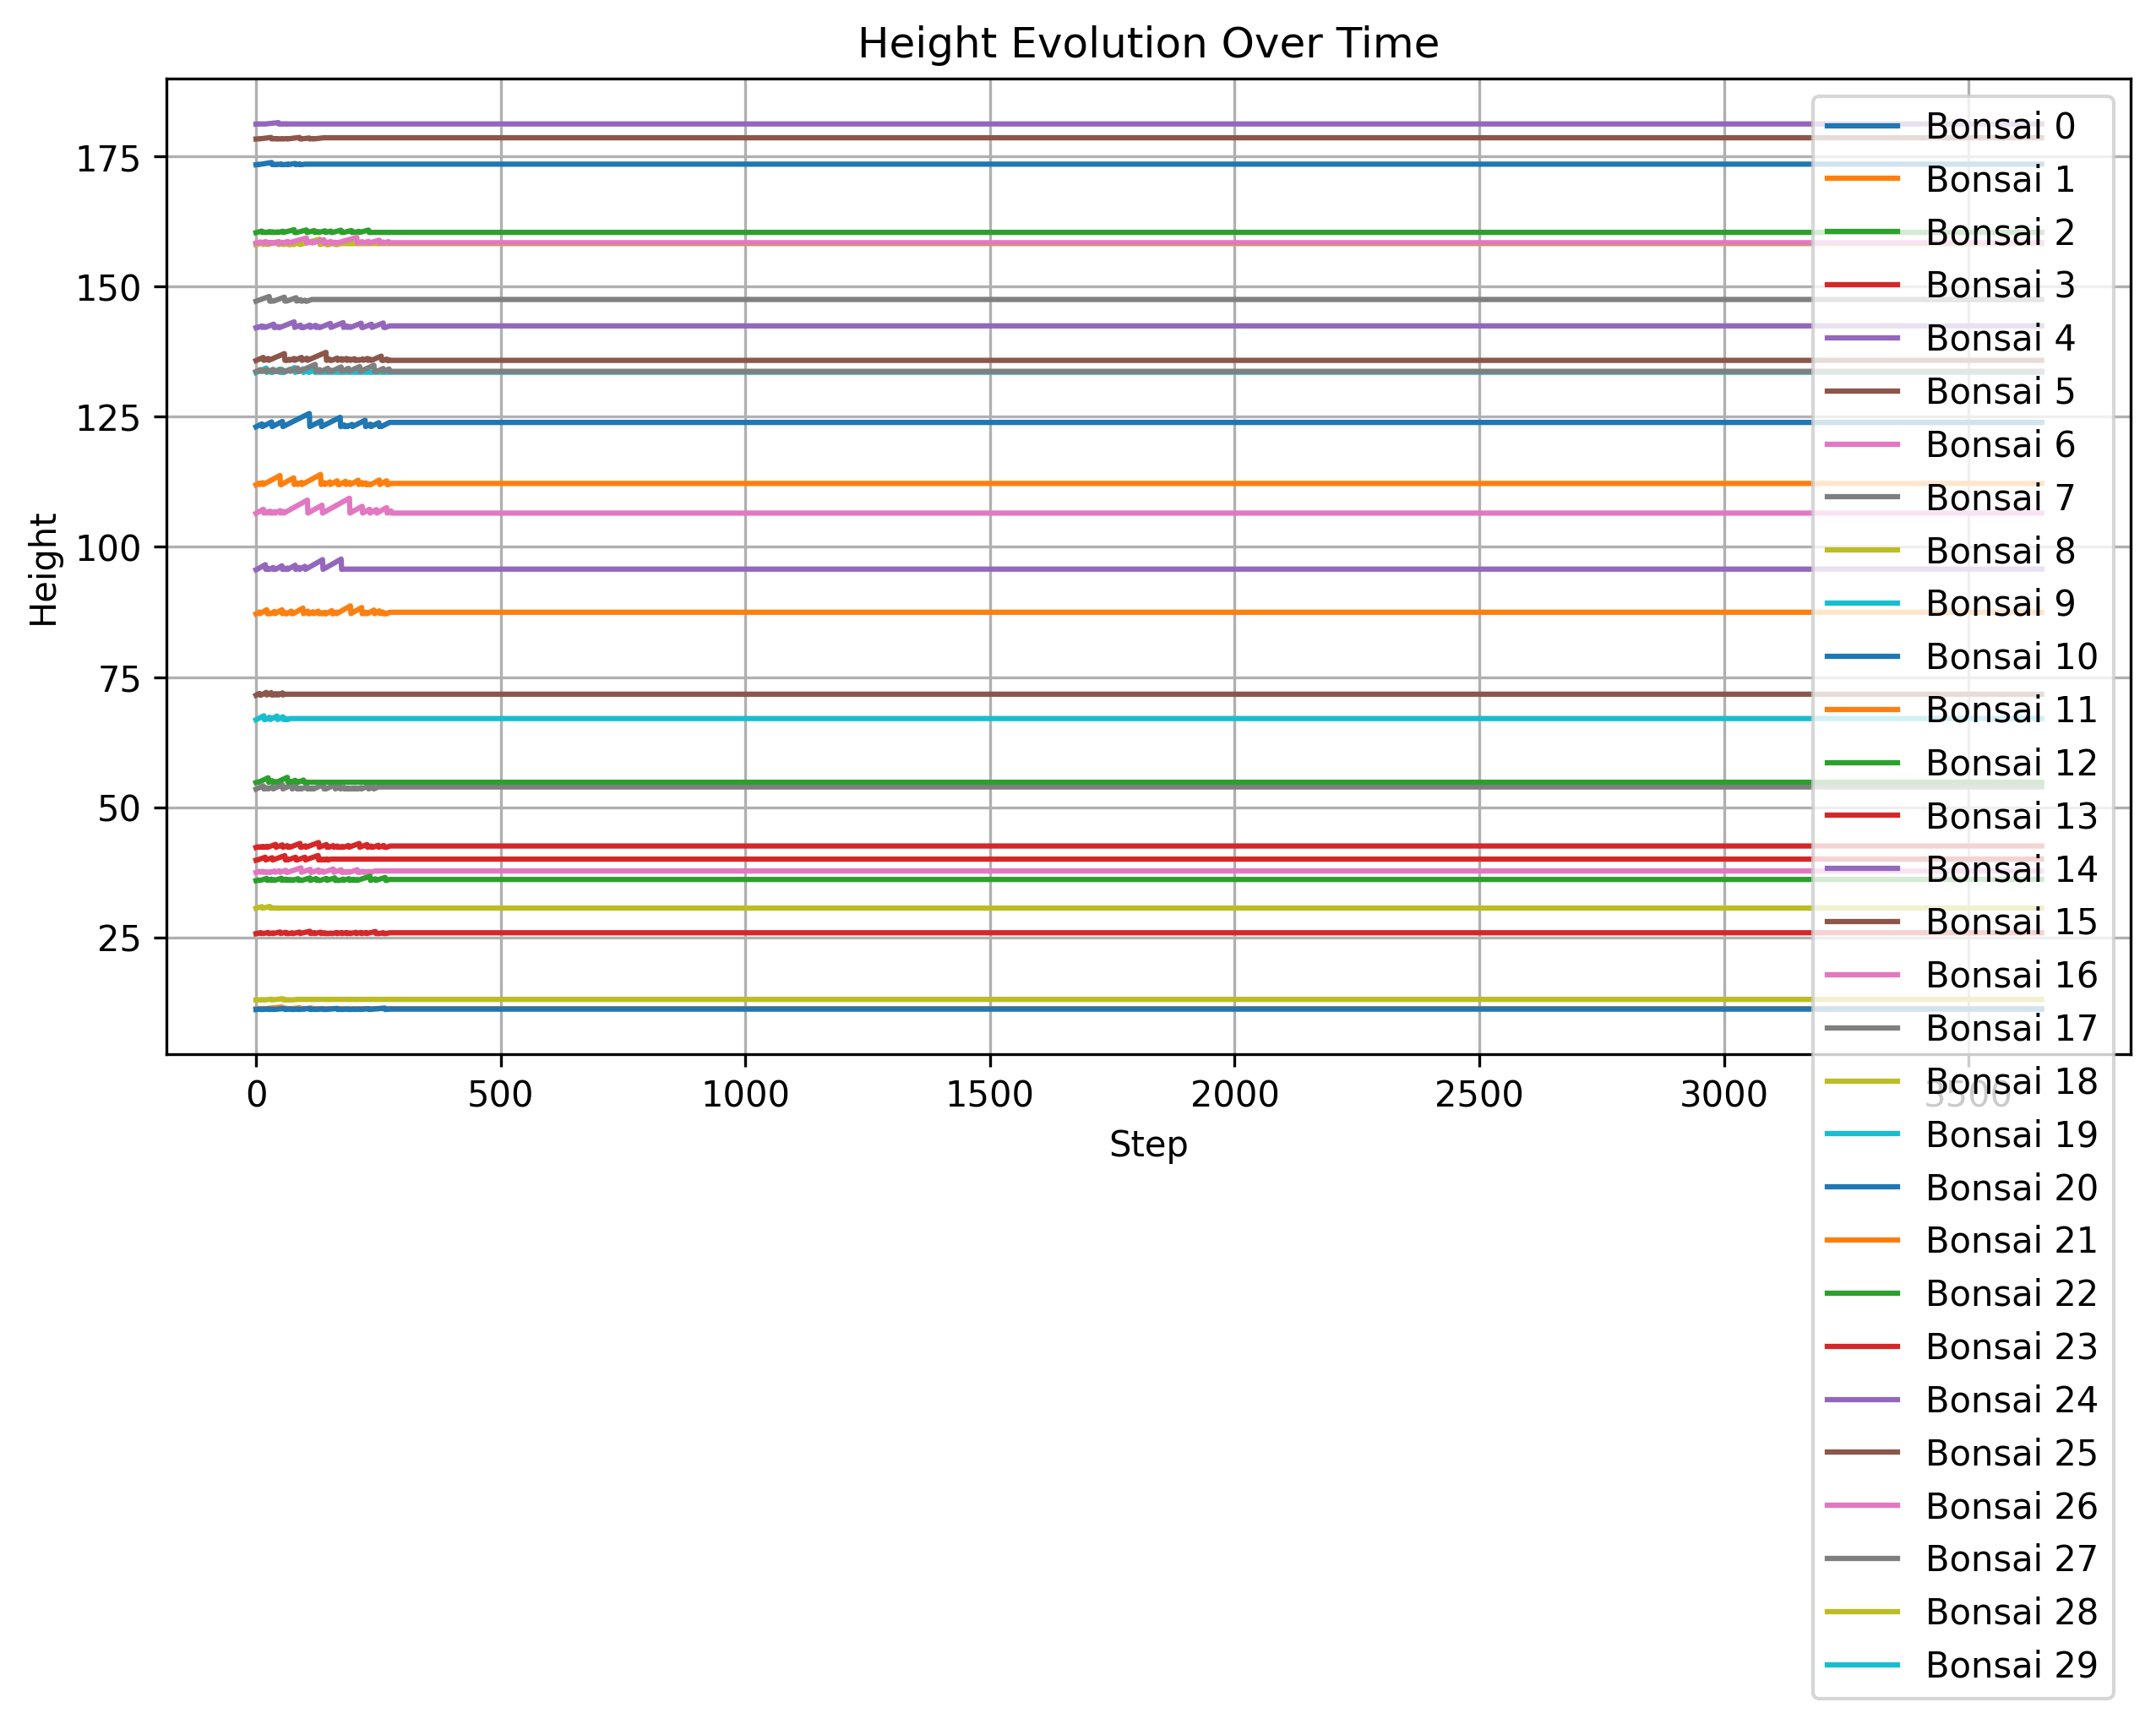 Height Evolution Over Time
Height
175
150
125
100
75
50
25
0
500
1000
1500
2000
2500
3000
3500
Step
Bonsai 0
Bonsai 1
Bonsai 2
Bonsai 3
Bonsai 4
Bonsai 5
Bonsai 6
Bonsai 7
Bonsai 8
Bonsai 9
Bonsai 10
Bonsai 11
Bonsai 12
Bonsai 13
Bonsai 14
Bonsai 15
Bonsai 16
Bonsai 17
Bonsai 18
Bonsai 19
Bonsai 20
Bonsai 21
Bonsai 22
Bonsai 23
Bonsai 24
Bonsai 25
Bonsai 26
Bonsai 27
Bonsai 28
Bonsai 29